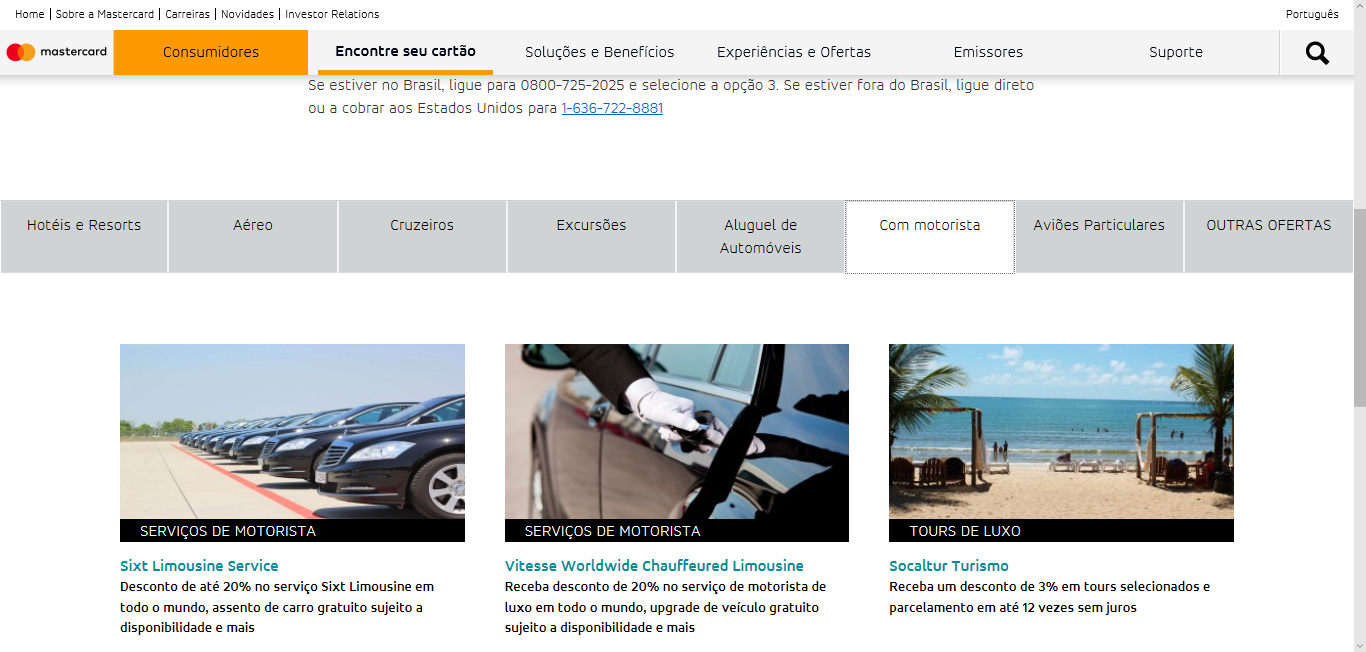 Home | Sobre a Mastercard | Carreiras | Novidades | Investor Relations
Português
mastercard
Consumidores
Encontre seu cartão
Soluções e Benefícios
Experiências e Ofertas
Emissores
Suporte
Se estiver no Brasil, ligue para 0800-725-2025 e selecione a opção 3. Se estiver fora do Brasil, ligue direto
ou a cobrar aos Estados Unidos para 1-636-722-8881
Hotéis e Resorts
Aéreo
Cruzeiros
Excursões
Aluguel de
Automóveis
Com motorista
Aviões Particulares
OUTRAS OFERTAS
SERVIÇOS DE MOTORISTA
Sixt Limousine Service
Desconto de até 20% no serviço Sixt Limousine em
todo o mundo, assento de carro gratuito sujeito a
disponibilidade e mais
SERVIÇOS DE MOTORISTA
Vitesse Worldwide Chauffeured Limousine
Receba desconto de 20% no serviço de motorista de
luxo em todo o mundo, upgrade de veículo gratuito
sujeito a disponibilidade e mais
TOURS DE LUXO
Socaltur Turismo
Receba um desconto de 3% em tours selecionados e
parcelamento em até 12 vezes sem juros